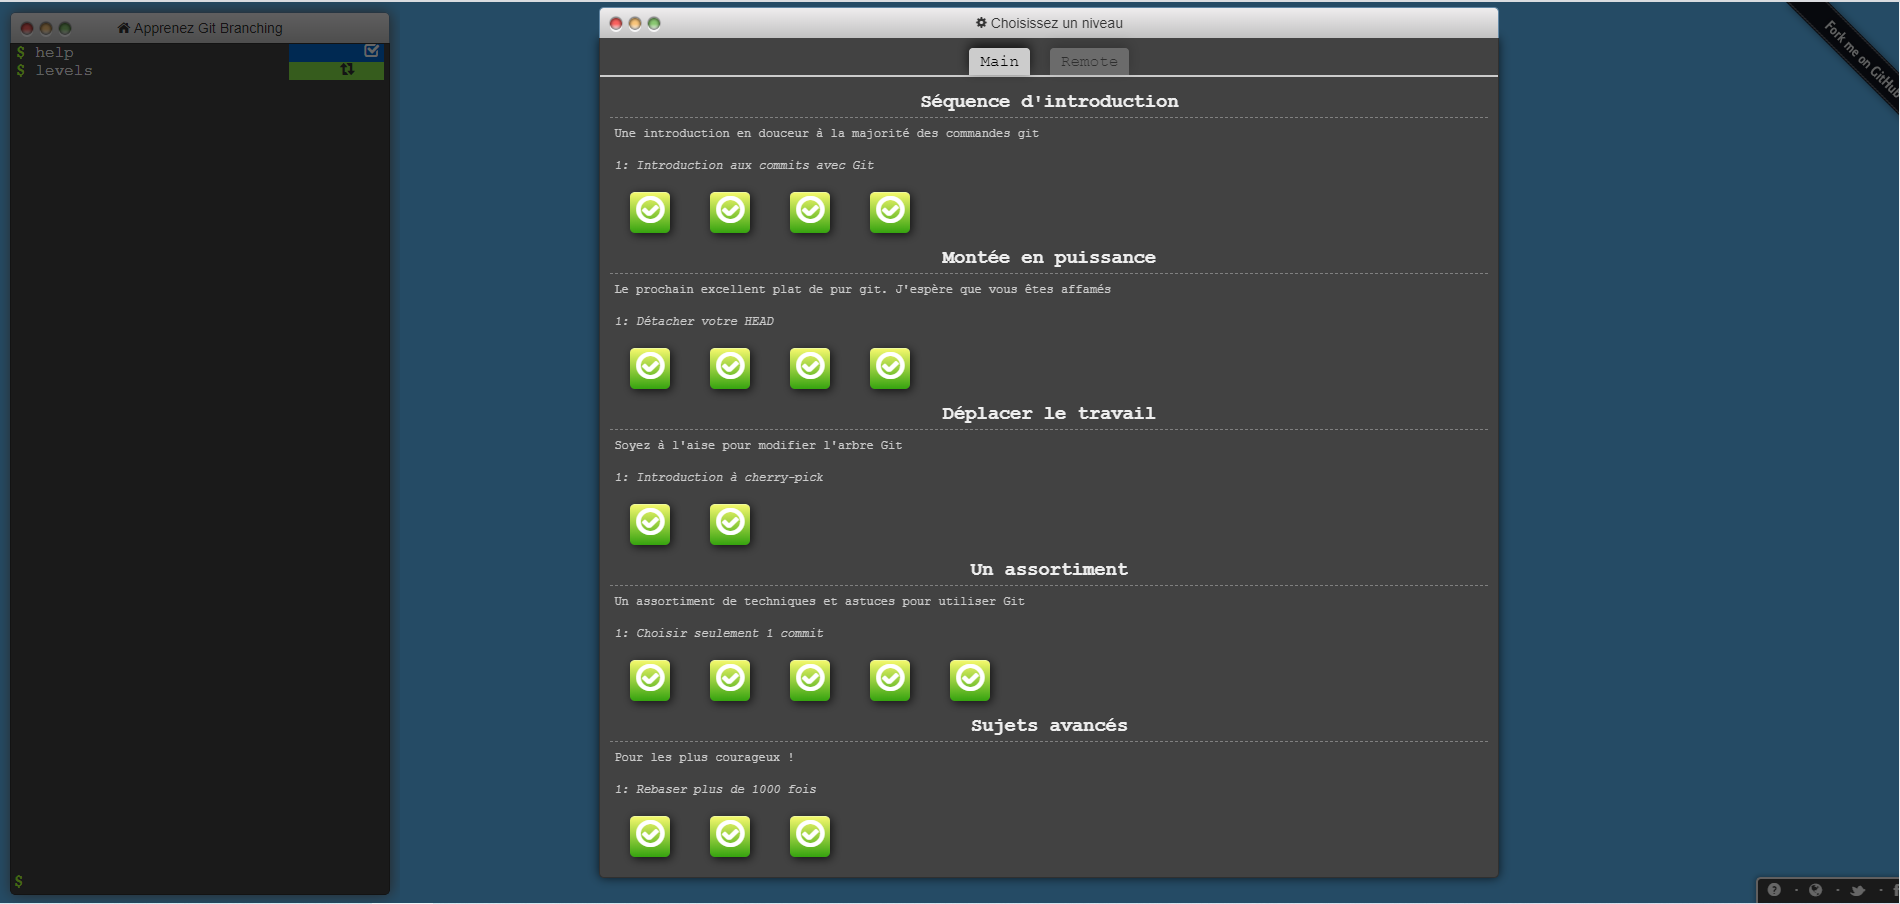 Apprenez Git Branching
$ help
$ levels
$
Choisissez un niveau
Main
Remote
Séquence d'introduction
Une introduction en douceur à la majorité des commandes git
1: Introduction aux commits avec Git
Montée en puissance
Le prochain excellent plat de pur git. J'espère que vous êtes affamés
1: Détacher votre HEAD
Déplacer le travail
Soyez à l'aise pour modifier l'arbre Git
1: Introduction à cherry-pick
Un assortiment
Un assortiment de techniques et astuces pour utiliser Git
1: Choisir seulement 1 commit
Sujets avancés
Pour les plus courageux !
1: Rebaser plus de 1000 fois
Fork me on GitHub